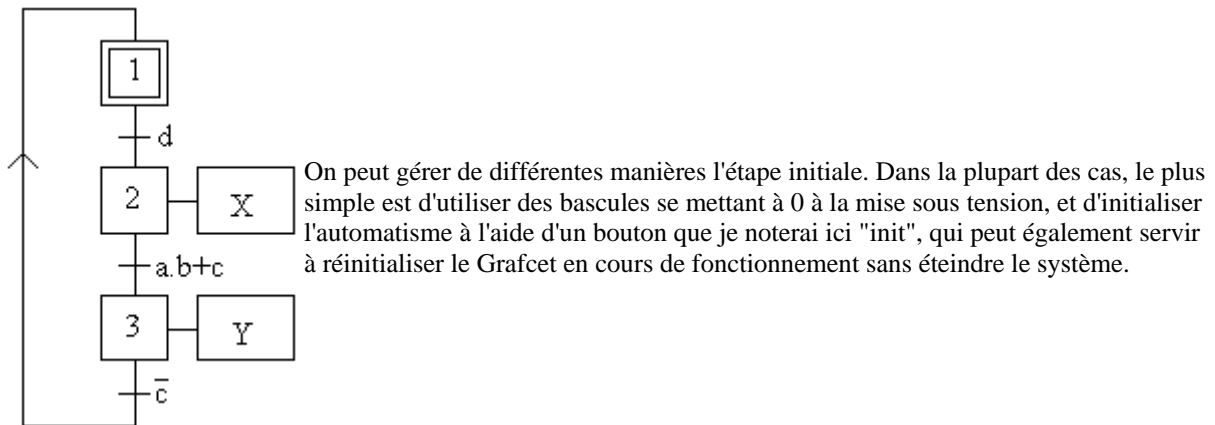 1
d
2
X
a.b+c
3
Y
c̅
On peut gérer de différentes manières l'étape initiale. Dans la plupart des cas, le plus
simple est d'utiliser des bascules se mettant à 0 à la mise sous tension, et d'initialiser
l'automatisme à l'aide d'un bouton que je noterai ici "init", qui peut également servir
à réinitialiser le Grafcet en cours de fonctionnement sans éteindre le système.